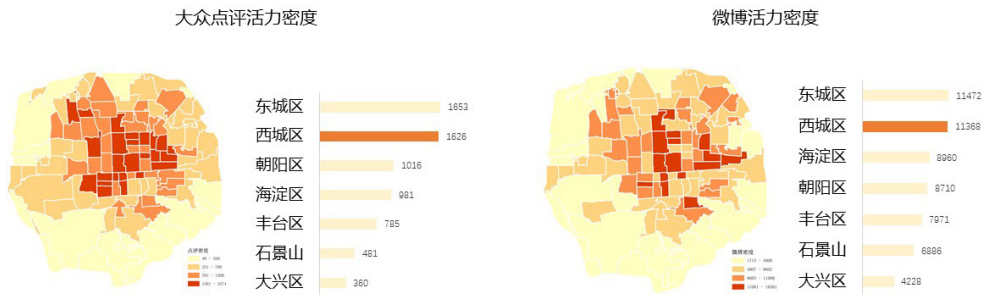 大众点评活力密度
东城区 1653
西城区 1626
朝阳区 1016
海淀区 981
丰台区 785
石景山 481
大兴区 360
点评密度
微博活力密度
东城区 11472
西城区 11368
海淀区 8960
朝阳区 8710
丰台区 7971
石景山 6886
大兴区 4228
微博密度